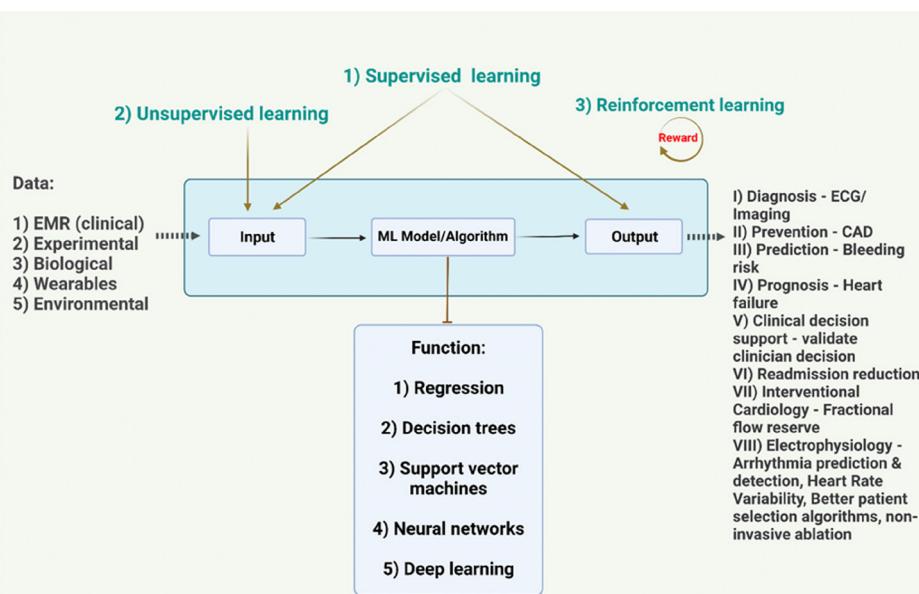 1) Supervised learning
2) Unsupervised learning
3) Reinforcement learning
Reward
Data:
1) EMR (clinical)
2) Experimental
3) Biological
4) Wearables
5) Environmental
Input
ML Model/Algorithm
Output
Function:
1) Regression
2) Decision trees
3) Support vector
machines
4) Neural networks
5) Deep learning
I) Diagnosis - ECG/
Imaging
II) Prevention - CAD
III) Prediction - Bleeding
risk
IV) Prognosis - Heart
failure
V) Clinical decision
support - validate
clinician decision
VI) Readmission reduction
VII) Interventional
Cardiology - Fractional
flow reserve
VIII) Electrophysiology -
Arrhythmia prediction &
detection, Heart Rate
Variability, Better patient
selection algorithms, non-
invasive ablation